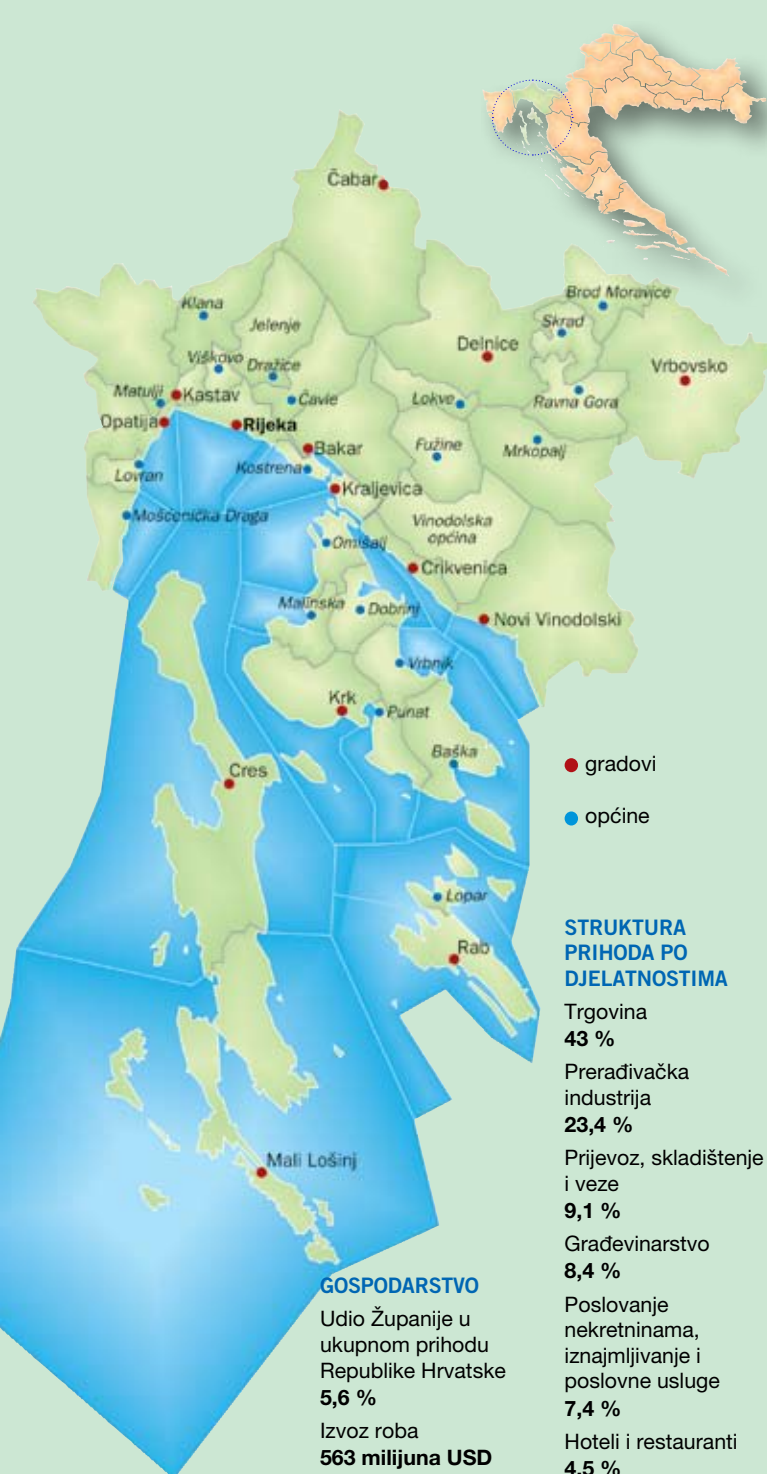 Čabar
Klana
Jelenje
Brod Moravice
Skrad
Delnice
Vrbovsko
Viškovo
Dražice
Matulji
Kastav
Čavle
Lokve
Ravna Gora
Opatija
Rijeka
Bakar
Fužine
Mrkopalj
Lovran
Kostrena
Kraljevica
Mošćenička Draga
Vinodolska
općina
Omišalj
Crikvenica
Malinska
Dobrinj
Novi Vinodolski
Vrbnik
Krk
Punat
Baška
Cres
gradovi
općine
Lopar
Rab
Mali Lošinj
STRUKTURA
PRIHODA PO
DJELATNOSTIMA
Trgovina
43 %
Prerađivačka
industrija
23,4 %
Prijevoz, skladištenje
i veze
9,1 %
Građevinarstvo
8,4 %
Poslovanje
nekretninama,
iznajmljivanje i
poslovne usluge
7,4 %
Hoteli i restauranti
4,5 %
GOSPODARSTVO
Udio Županije u
ukupnom prihodu
Republike Hrvatske
5,6 %
Izvoz roba
563 milijuna USD